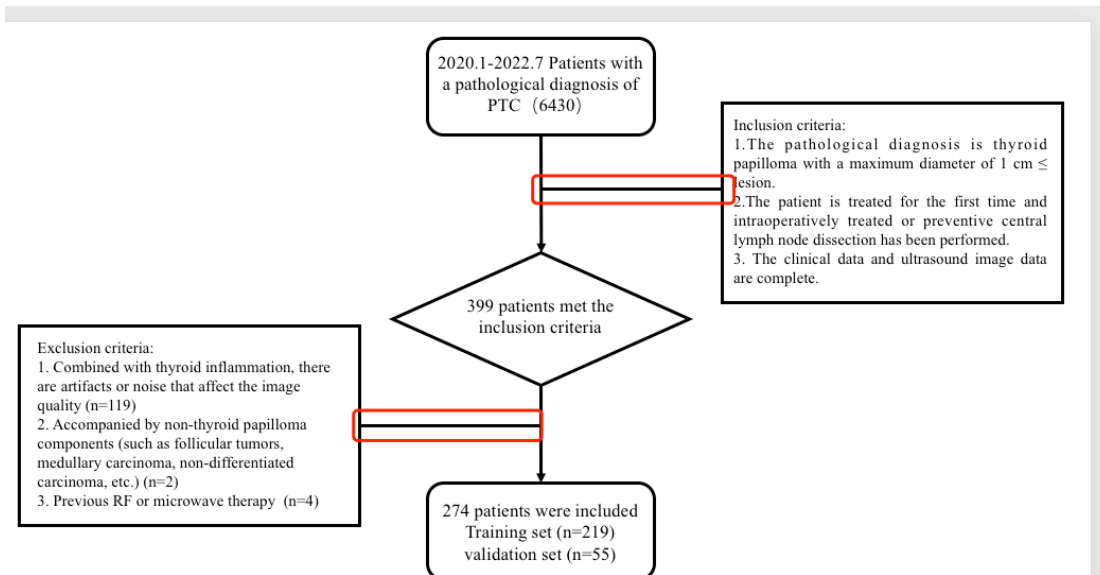 2020.1-2022.7 Patients with
a pathological diagnosis of
PTC（6430)
Inclusion criteria:
1.The pathological diagnosis is thyroid
papilloma with a maximum diameter of 1 cm ≤
lesion.
2.The patient is treated for the first time and
intraoperatively treated or preventive central
lymph node dissection has been performed.
3. The clinical data and ultrasound image data
are complete.
399 patients met the
inclusion criteria
Exclusion criteria:
1. Combined with thyroid inflammation, there
are artifacts or noise that affect the image
quality (n=119)
2. Accompanied by non-thyroid papilloma
components (such as follicular tumors,
medullary carcinoma, non-differentiated
carcinoma, etc.) (n=2)
3. Previous RF or microwave therapy (n=4)
274 patients were included
Training set (n=219)
validation set (n=55)